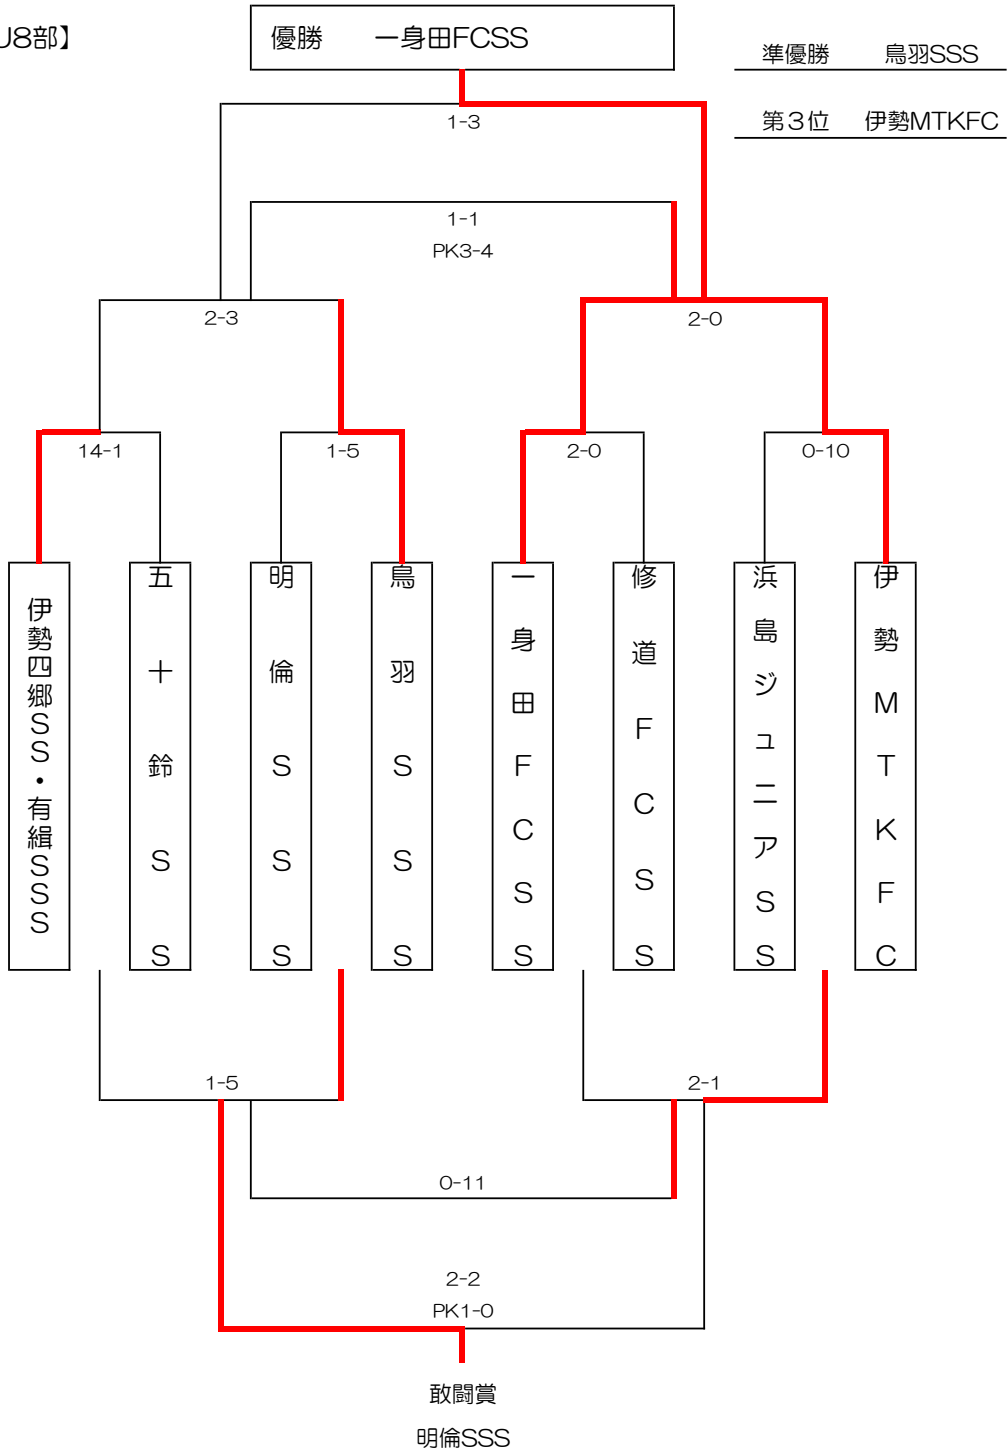 U8部】
優勝 一身田FCSS
準優勝 鳥羽SSS
第3位 伊勢MTKFC
1-3
1-1
PK3-4
2-3
2-0
14-1
1-5
2-0
0-10
伊勢四郷SS・有緝SSS
五十鈴SS
明倫SSS
鳥羽SSS
一身田FCSS
修道FCSS
浜島ジュニアSS
伊勢MTKFC
1-5
2-1
0-11
2-2
PK1-0
敢闘賞
明倫SSS